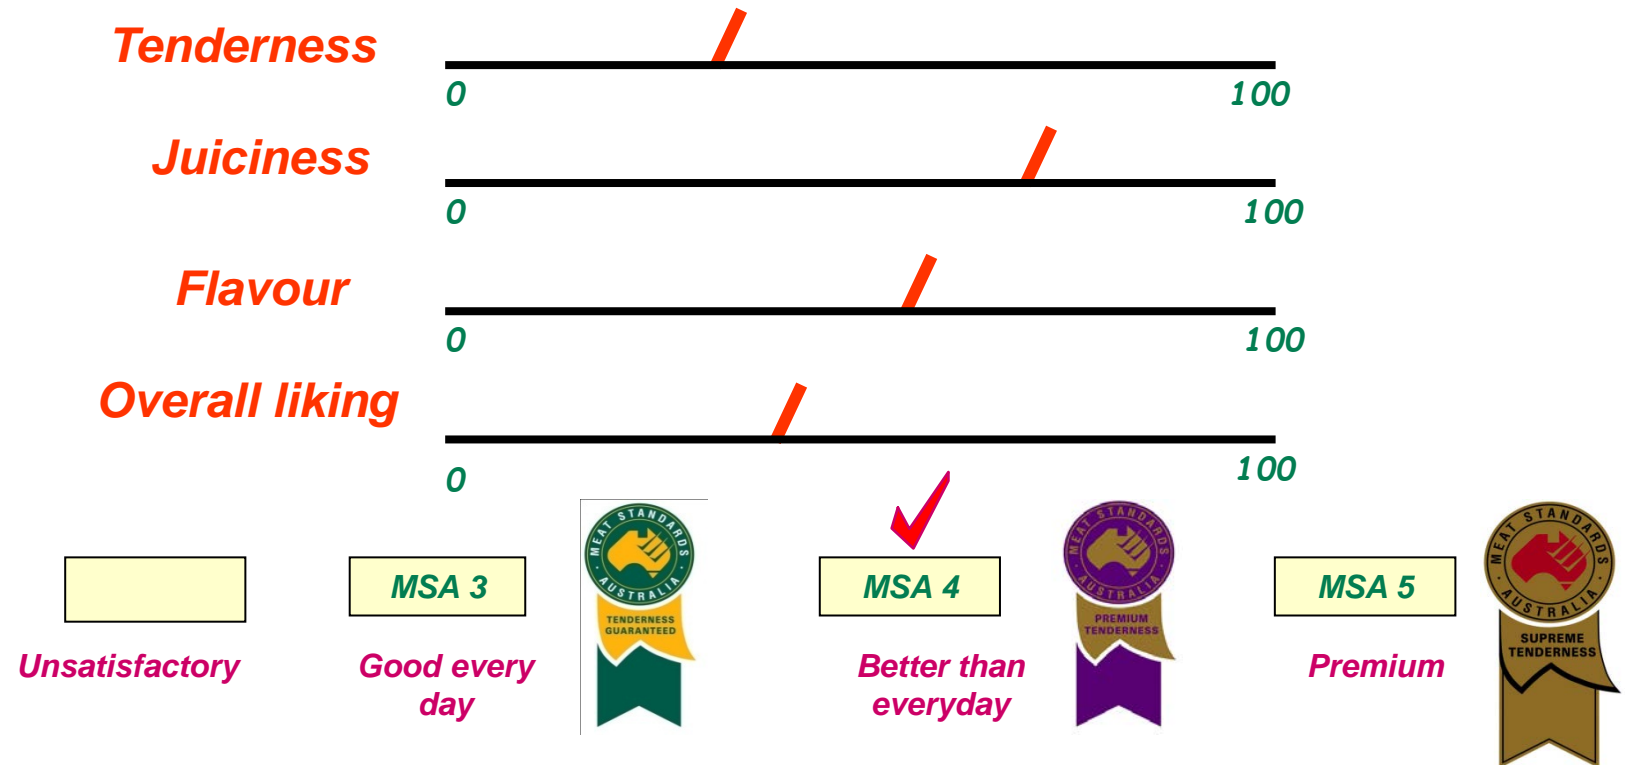 Tenderness
0 100
Juiciness
0 100
Flavour
0 100
Overall liking
0 100
MEAT STANDARDS
· AUSTRALIA ·
TENDERNESS
GUARANTEED
MEAT STANDARDS
· AUSTRALIA ·
PREMIUM
TENDERNESS
MEAT STANDARDS
· AUSTRALIA ·
SUPREME
TENDERNESS
MSA 3
MSA 4
MSA 5
Unsatisfactory
Good every
day
Better than
everyday
Premium